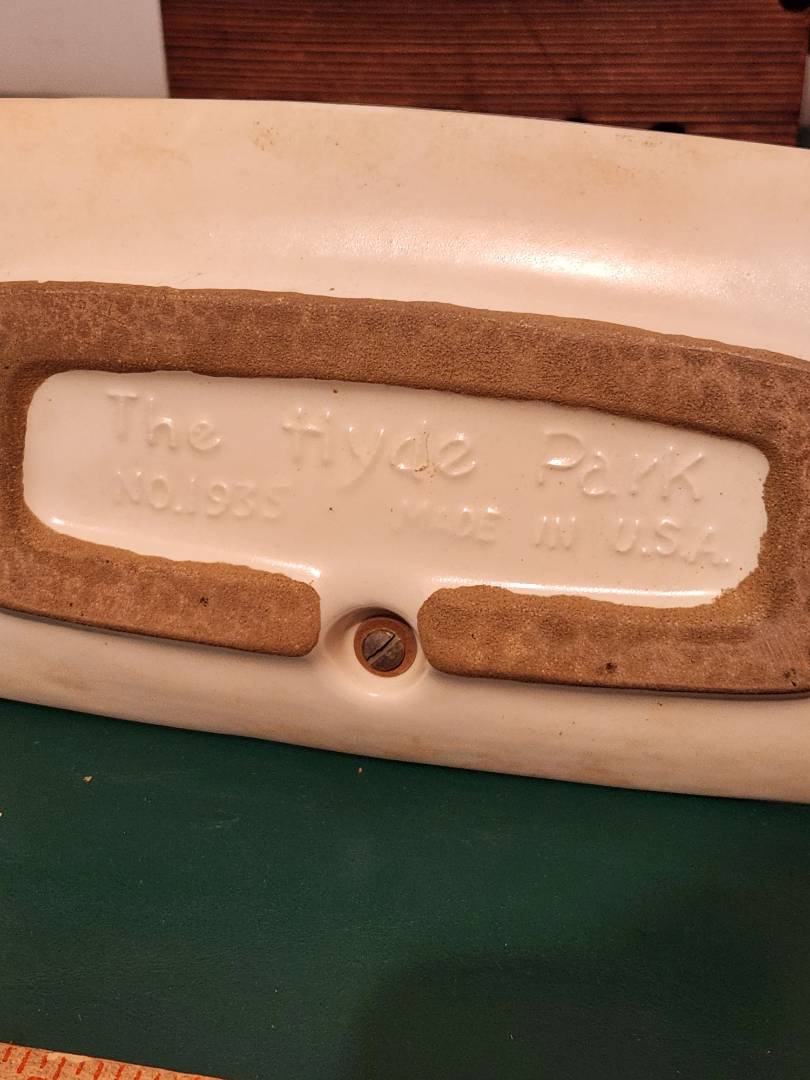 The Hyde Park
NO.1935 MADE IN U.S.A.